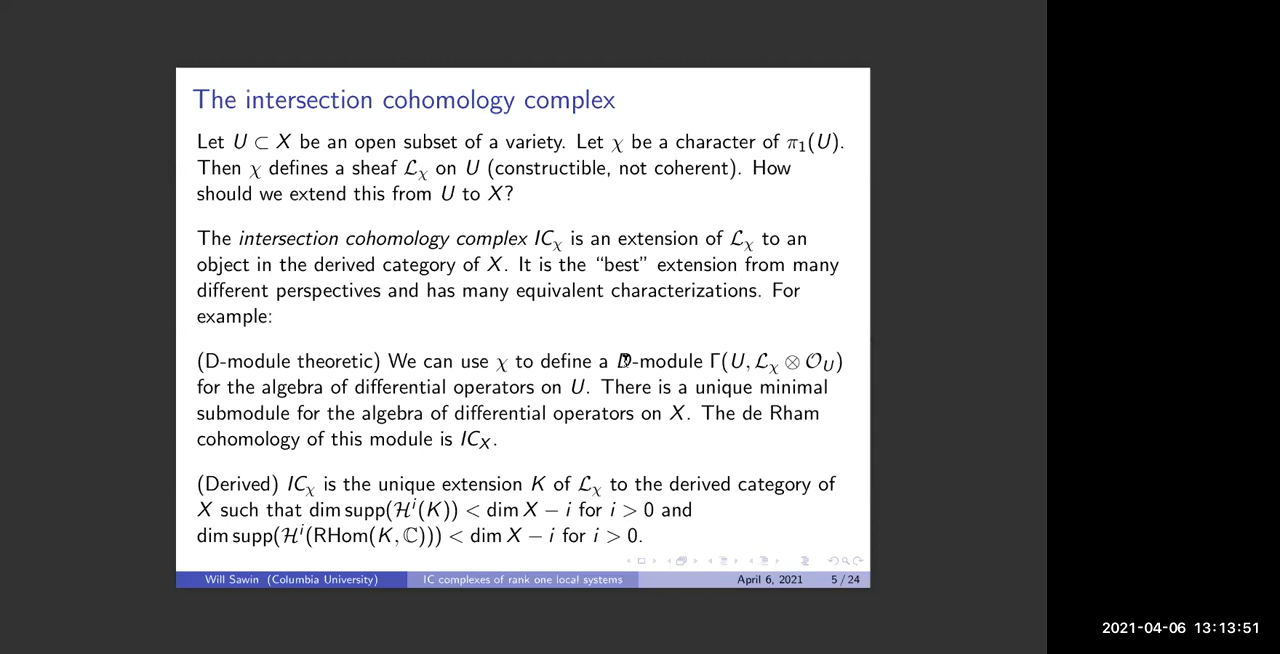 The intersection cohomology complex
Let U ⊂ X be an open subset of a variety. Let χ be a character of π₁(U).
Then χ defines a sheaf ℒ_χ on U (constructible, not coherent). How
should we extend this from U to X?
The intersection cohomology complex IC_χ is an extension of ℒ_χ to an
object in the derived category of X. It is the “best” extension from many
different perspectives and has many equivalent characterizations. For
example:
(D-module theoretic) We can use χ to define a D-module Γ(U, ℒ_χ ⊗ 𝒪_U)
for the algebra of differential operators on U. There is a unique minimal
submodule for the algebra of differential operators on X. The de Rham
cohomology of this module is IC_X.
(Derived) IC_χ is the unique extension K of ℒ_χ to the derived category of
X such that dim supp(ℋⁱ(K)) < dim X − i for i > 0 and
dim supp(ℋⁱ(RHom(K, ℂ))) < dim X − i for i > 0.
Will Sawin (Columbia University) IC complexes of rank one local systems April 6, 2021 5 / 24
2021-04-06 13:13:51